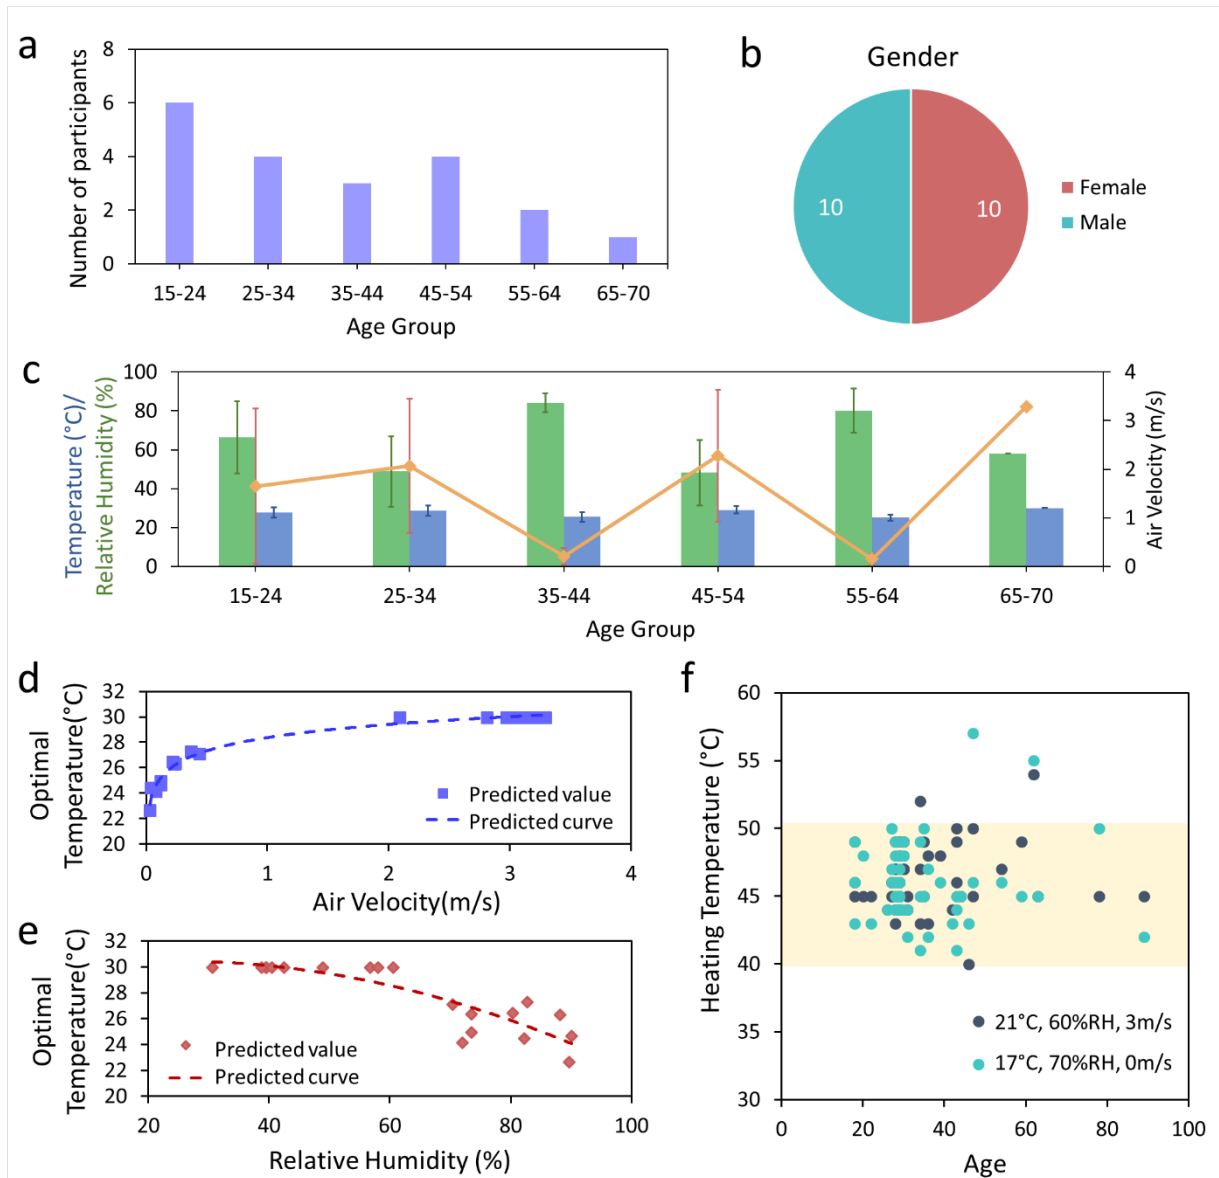 a
Number of participants
8
6
4
2
0
15-24 25-34 35-44 45-54 55-64 65-70
Age Group
b
Gender
10 10
Female
Male
c
Temperature (°C)/
Relative Humidity (%)
100
80
60
40
20
0
4
3
2
1
0
Air Velocity (m/s)
15-24 25-34 35-44 45-54 55-64 65-70
Age Group
d
Optimal
Temperature(°C)
32
30
28
26
24
22
20
Predicted value
Predicted curve
0 1 2 3 4
Air Velocity(m/s)
e
Optimal
Temperature(°C)
32
30
28
26
24
22
20
Predicted value
Predicted curve
20 40 60 80 100
Relative Humidity (%)
f
Heating Temperature (°C)
60
55
50
45
40
35
30
21°C, 60%RH, 3m/s
17°C, 70%RH, 0m/s
0 20 40 60 80 100
Age